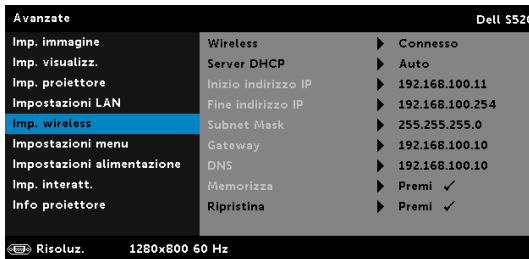 Avanzate Dell S520
Imp. immagine Wireless Connesso
Imp. visualizz. Server DHCP Auto
Imp. proiettore Inizio indirizzo IP 192.168.100.11
Impostazioni LAN Fine indirizzo IP 192.168.100.254
Imp. wireless Subnet Mask 255.255.255.0
Impostazioni menu Gateway 192.168.100.10
Impostazioni alimentazione DNS 192.168.100.10
Imp. interatt. Memorizza Premi ✓
Info proiettore Ripristina Premi ✓
Risoluz. 1280x800 60 Hz